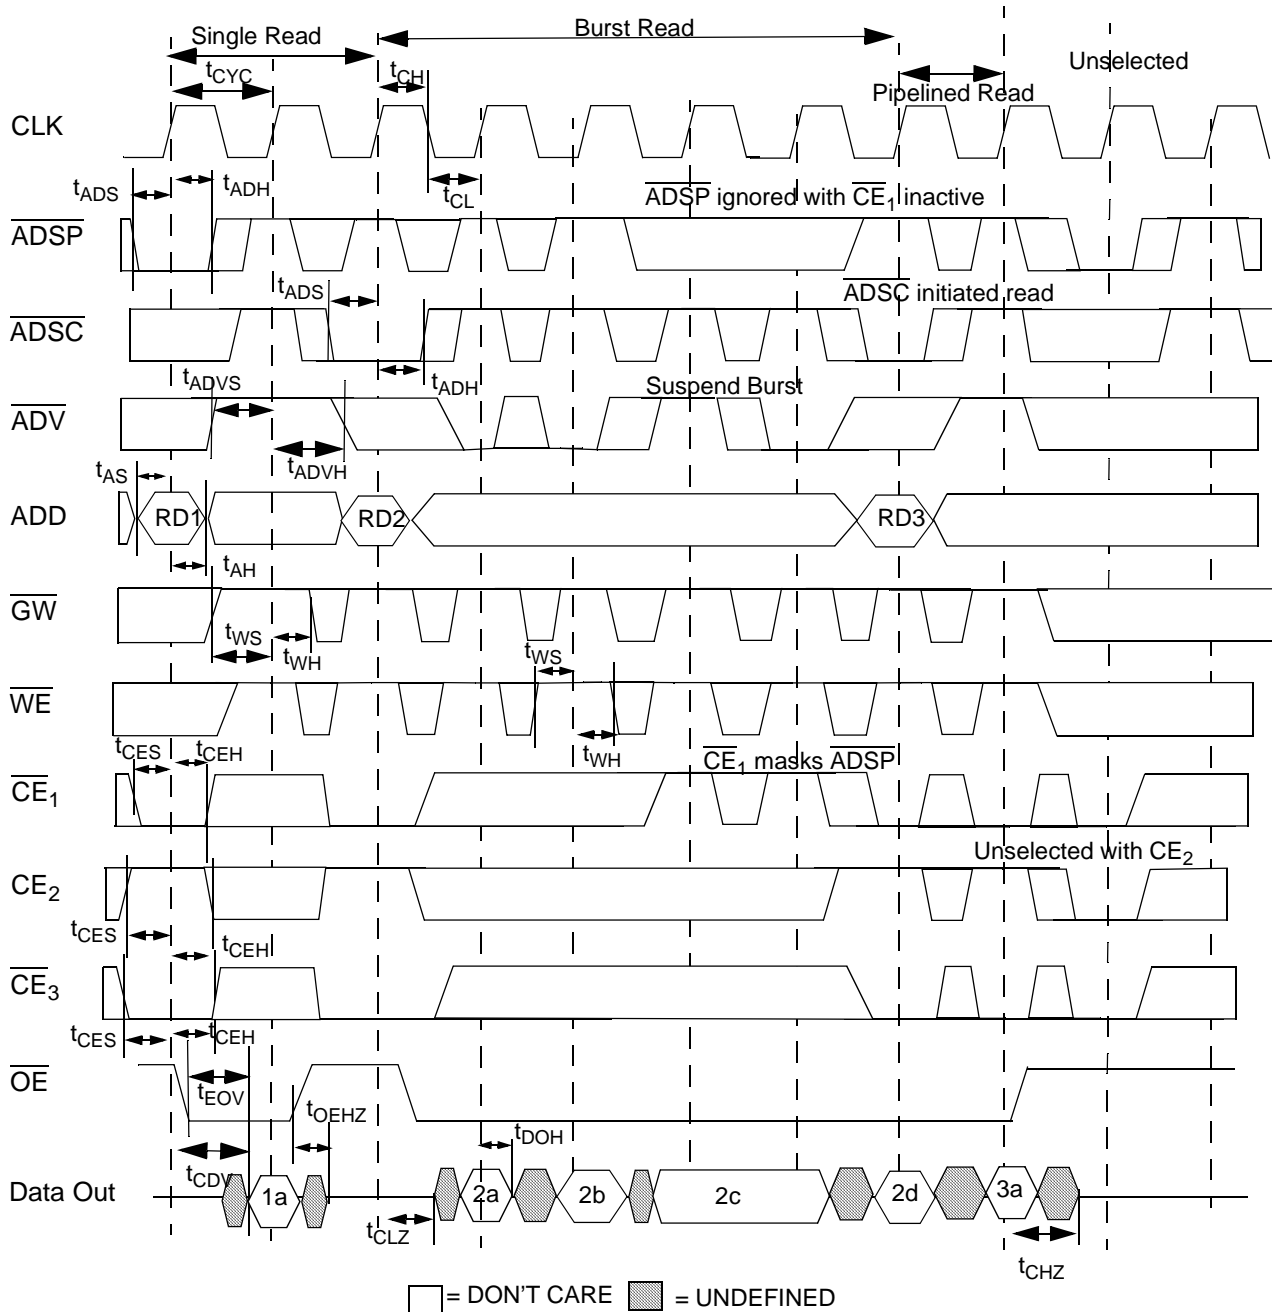 Single Read
Burst Read
Unselected
tCYC
tCH
Pipelined Read
CLK
tADS
tADH
tCL
ADSP ignored with CE1 inactive
ADSP
tADS
ADSC initiated read
ADSC
tADH
tADVS
Suspend Burst
ADV
tADVH
tAS
ADD
RD1
RD2
RD3
tAH
GW
tWS
tWH
tWS
WE
tWH
tCES
tCEH
CE1 masks ADSP
CE1
Unselected with CE2
CE2
tCES
tCEH
CE3
tCES
tCEH
OE
tEOV
tOEHZ
tDOH
tCDV
Data Out
1a
2a
2b
2c
2d
3a
tCLZ
tCHZ
= DON'T CARE
= UNDEFINED